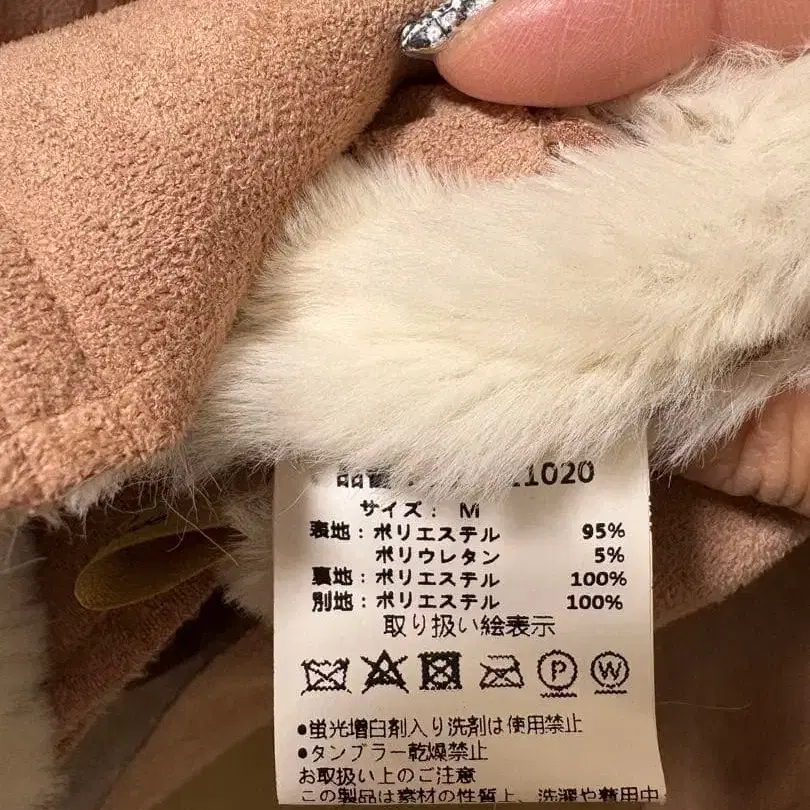 1020
サイズ: M
表地:ポリエステル 95%
ポリウレタン 5%
裏地:ポリエステル 100%
別地:ポリエステル 100%
取り扱い絵表示
P W
●蛍光増白剤入り洗剤は使用禁止
●タンブラー乾燥禁止
お取扱い上のご注意
この製品は素材の性質上、洗濯や着用中